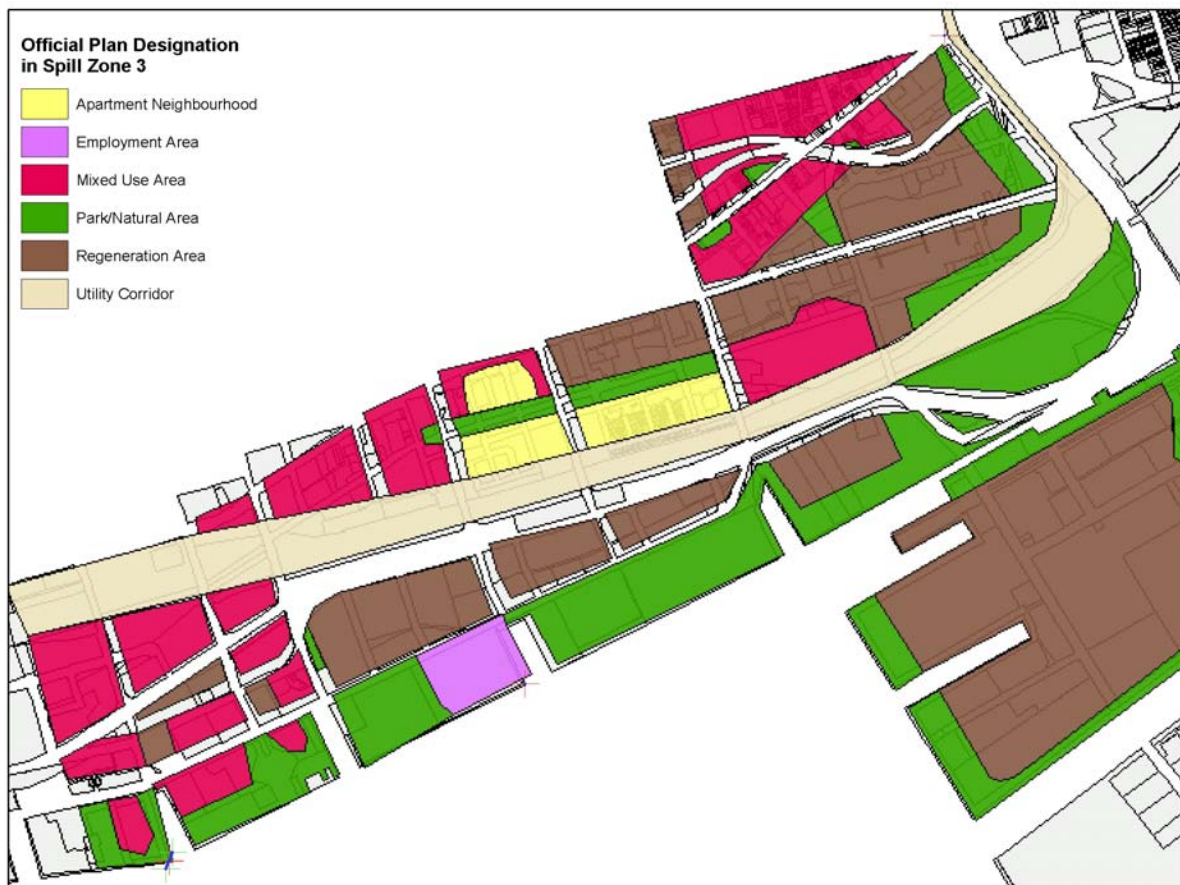 Official Plan Designation
in Spill Zone 3
Apartment Neighbourhood
Employment Area
Mixed Use Area
Park/Natural Area
Regeneration Area
Utility Corridor